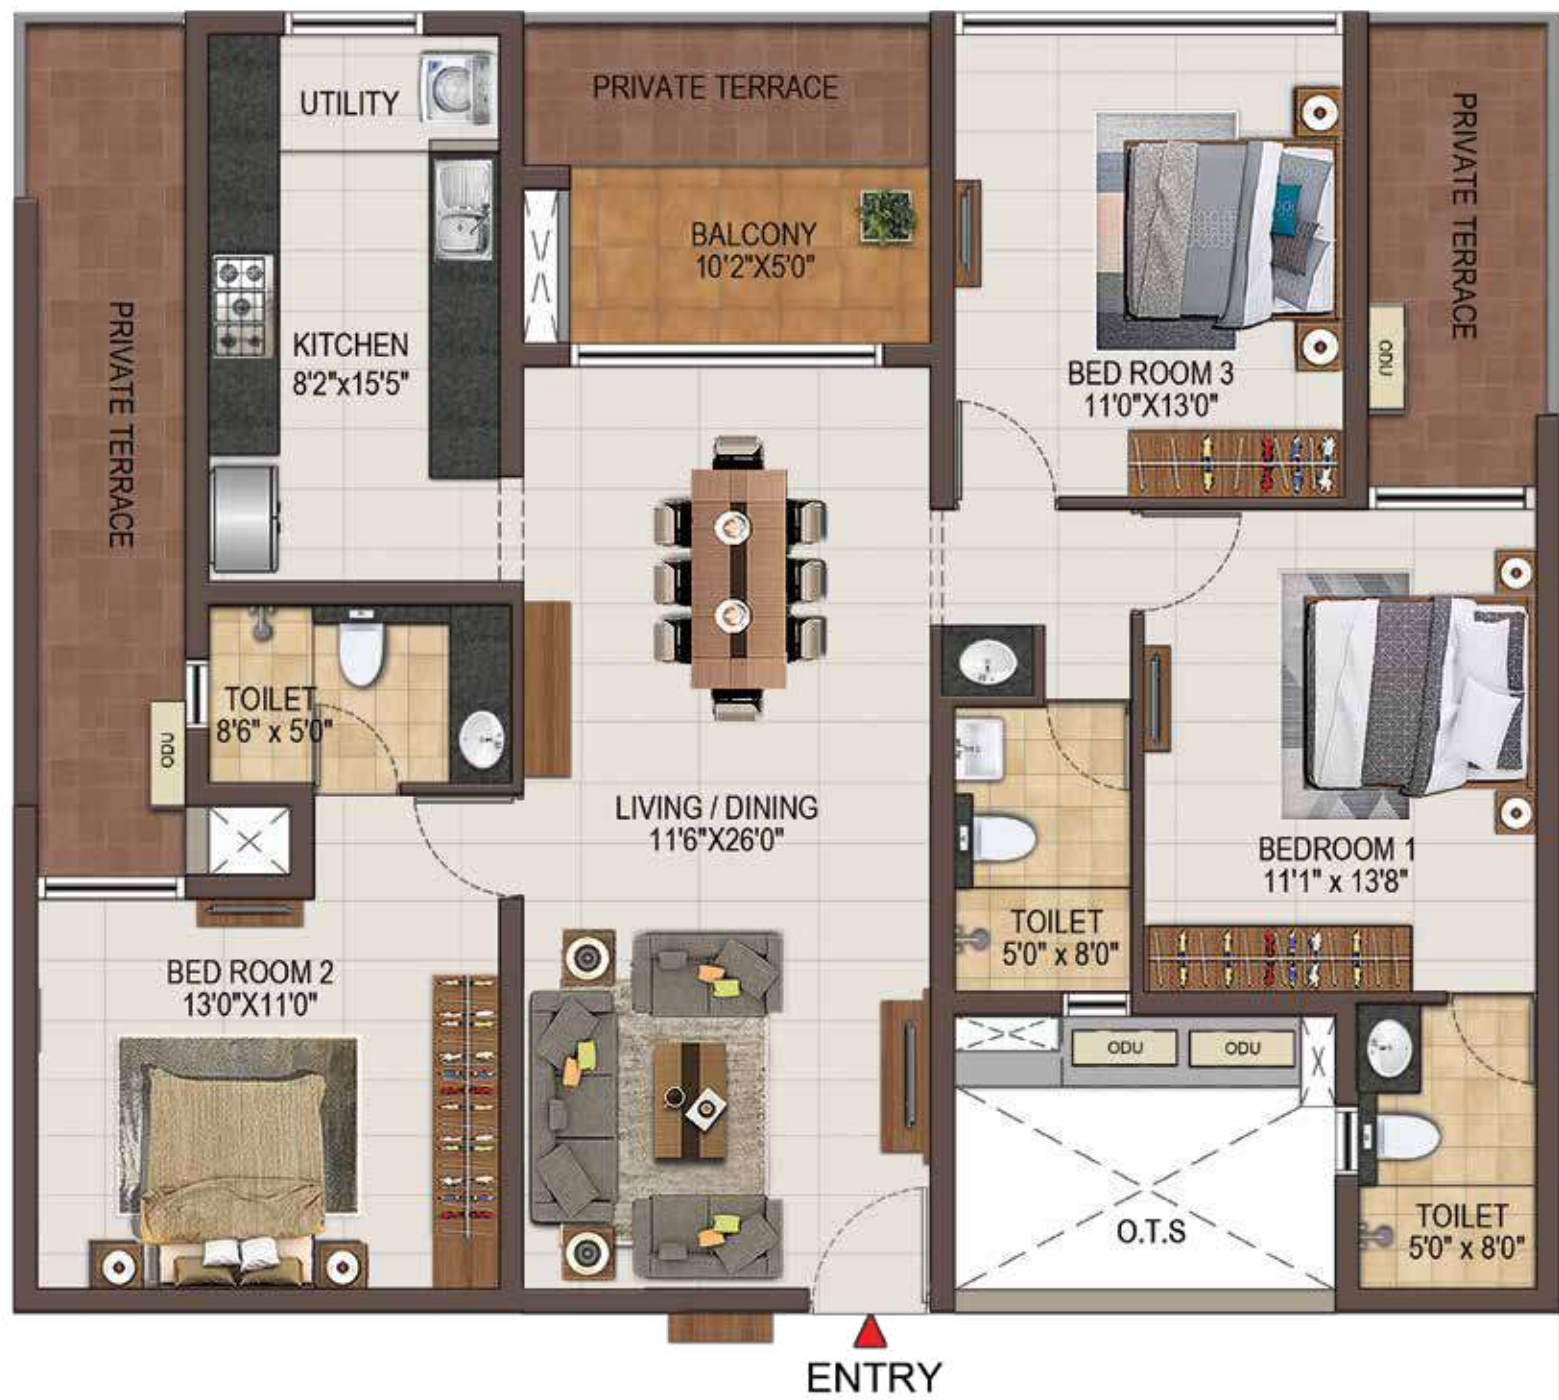 PRIVATE TERRACE
UTILITY
PRIVATE TERRACE
PRIVATE TERRACE
BALCONY
10'2"X5'0"
KITCHEN
8'2"x15'5"
BED ROOM 3
11'0"X13'0"
ODU
TOILET
8'6" x 5'0"
ODU
LIVING / DINING
11'6"X26'0"
BEDROOM 1
11'1" x 13'8"
TOILET
5'0" x 8'0"
BED ROOM 2
13'0"X11'0"
ODU
ODU
O.T.S
TOILET
5'0" x 8'0"
ENTRY